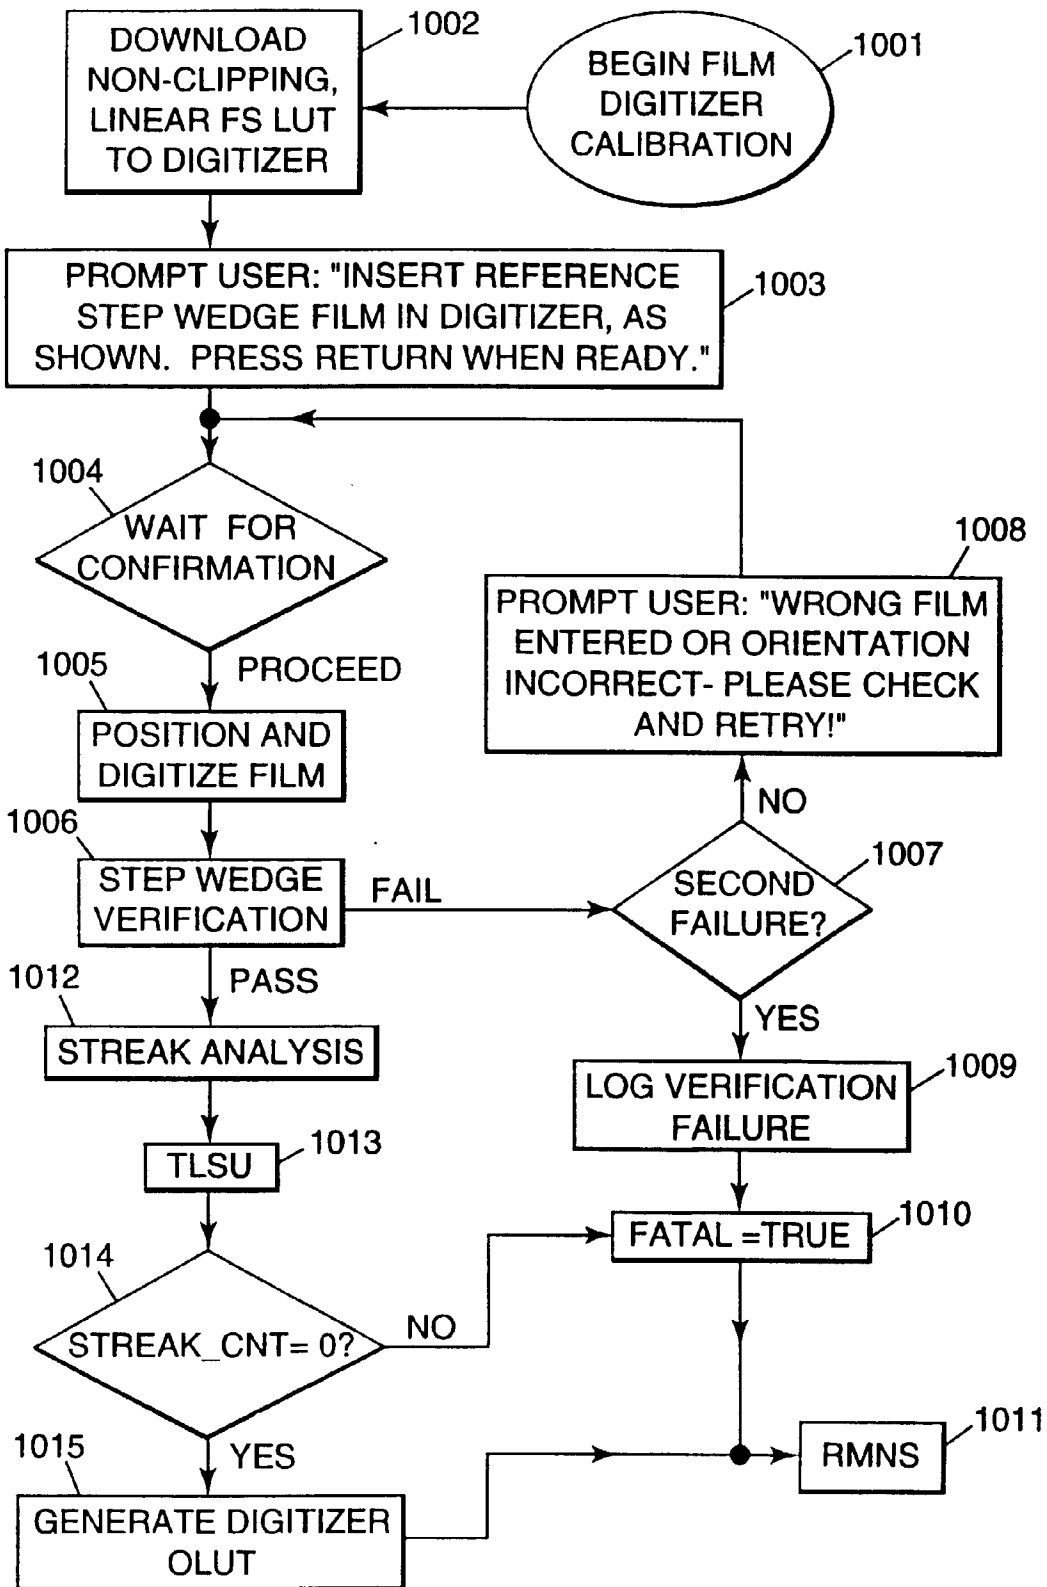 DOWNLOAD
NON-CLIPPING,
LINEAR FS LUT
TO DIGITIZER
1002
BEGIN FILM
DIGITIZER
CALIBRATION
1001
PROMPT USER: "INSERT REFERENCE
STEP WEDGE FILM IN DIGITIZER, AS
SHOWN. PRESS RETURN WHEN READY."
1003
1004
WAIT FOR
CONFIRMATION
PROCEED
1008
PROMPT USER: "WRONG FILM
ENTERED OR ORIENTATION
INCORRECT- PLEASE CHECK
AND RETRY!"
1005
POSITION AND
DIGITIZE FILM
NO
1006
STEP WEDGE
VERIFICATION
FAIL
1007
SECOND
FAILURE?
PASS
YES
1012
STREAK ANALYSIS
1009
LOG VERIFICATION
FAILURE
1013
TLSU
1010
FATAL =TRUE
1014
STREAK_CNT= 0?
NO
YES
1011
RMNS
1015
GENERATE DIGITIZER
OLUT